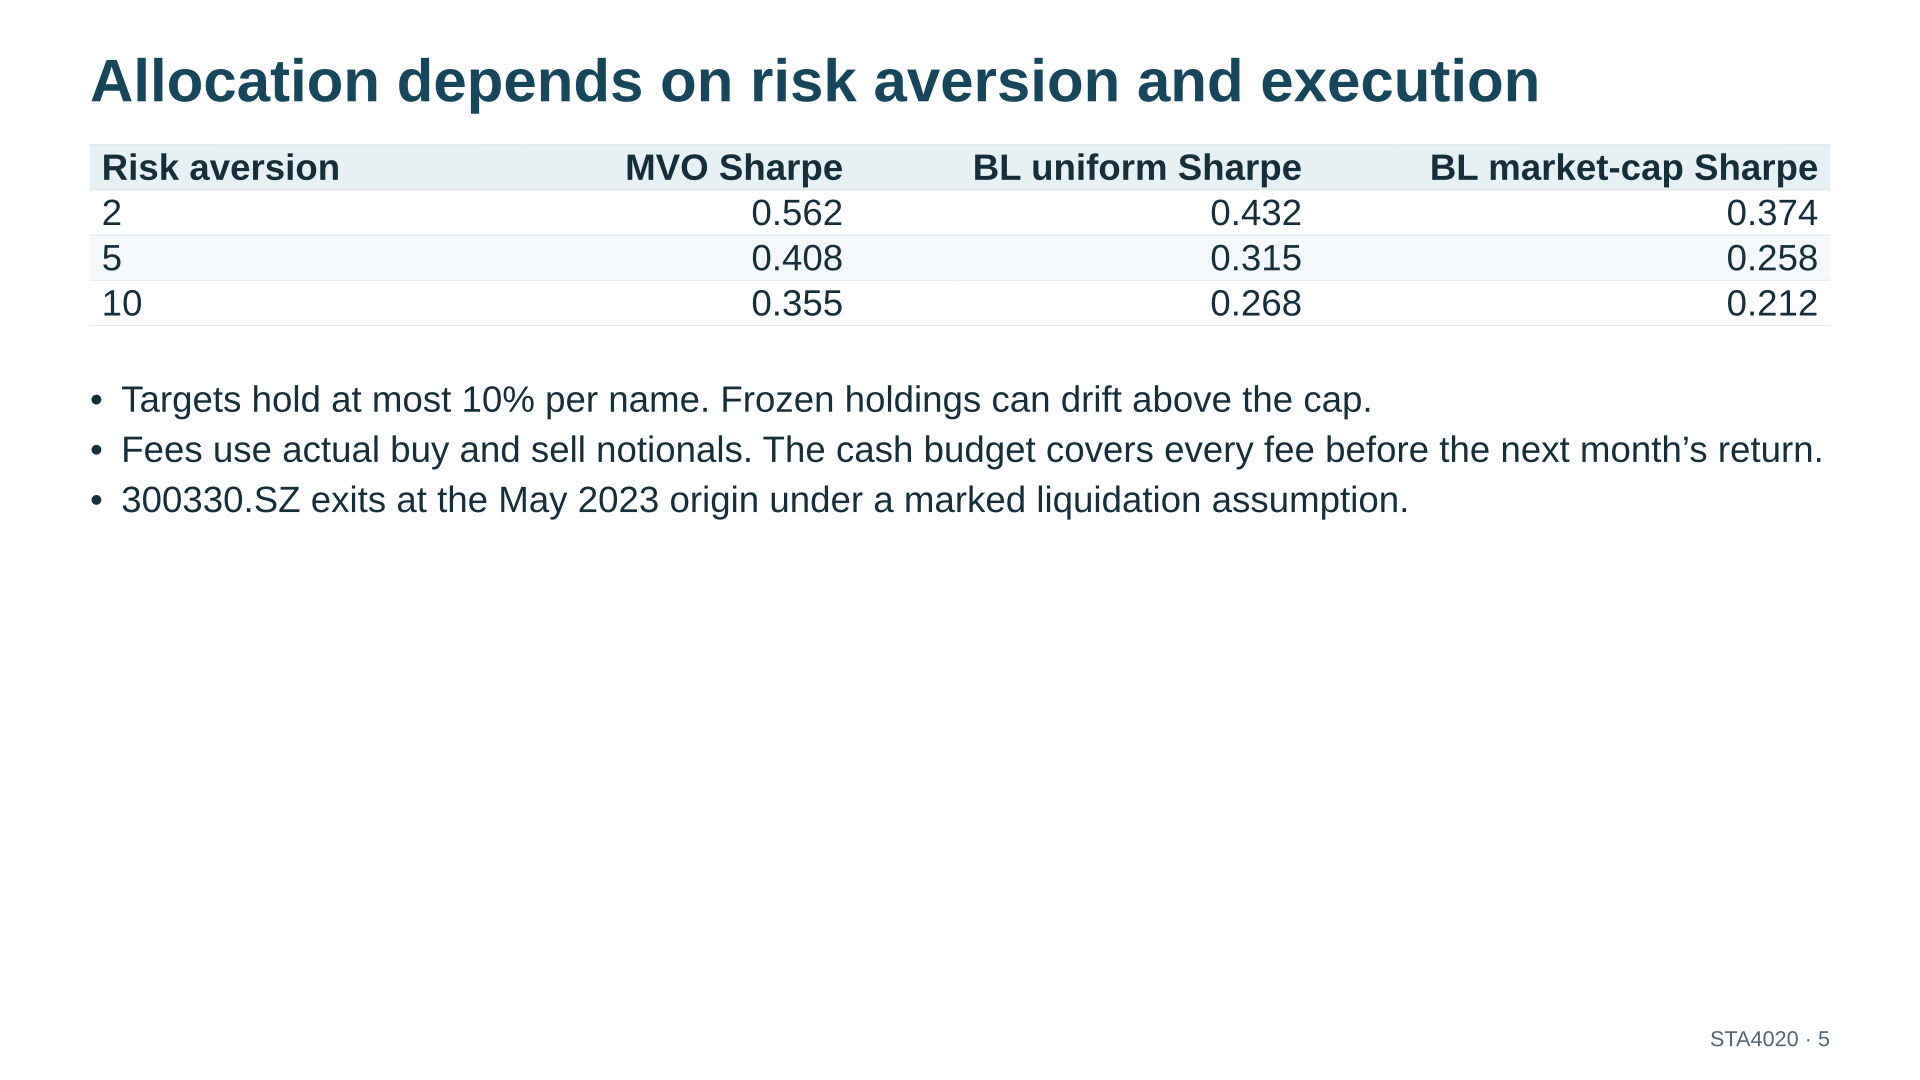 Allocation depends on risk aversion and execution
Risk aversion MVO Sharpe BL uniform Sharpe BL market-cap Sharpe
2 0.562 0.432 0.374
5 0.408 0.315 0.258
10 0.355 0.268 0.212
• Targets hold at most 10% per name. Frozen holdings can drift above the cap.
• Fees use actual buy and sell notionals. The cash budget covers every fee before the next month’s return.
• 300330.SZ exits at the May 2023 origin under a marked liquidation assumption.
STA4020 · 5